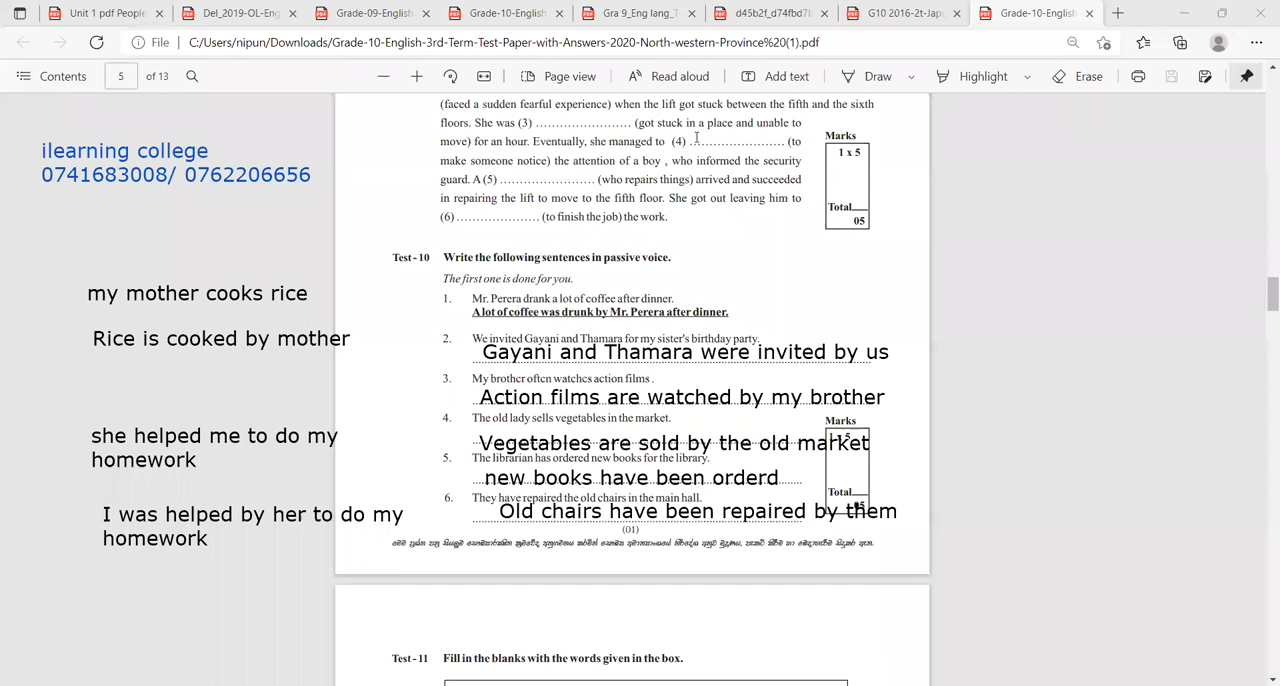 Unit 1 pdf People
Del_2019-OL-Eng
Grade-09-English
Grade-10-English
Gra 9_Eng lang_T
d45b2f_d74fbd7b
G10 2016-2t-Jap
Grade-10-English
File C:/Users/nipun/Downloads/Grade-10-English-3rd-Term-Test-Paper-with-Answers-2020-North-western-Province%20(1).pdf
Contents 5 of 13 Page view Read aloud Add text Draw Highlight Erase
(faced a sudden fearful experience) when the lift got stuck between the fifth and the sixth
floors. She was (3) ........................ (got stuck in a place and unable to
move) for an hour. Eventually, she managed to (4) ........................ (to
make someone notice) the attention of a boy , who informed the security
guard. A (5) ........................ (who repairs things) arrived and succeeded
in repairing the lift to move to the fifth floor. She got out leaving him to
(6) ..................... (to finish the job) the work.
Marks
1 x 5
Total
05
ilearning college
0741683008/ 0762206656
Test - 10 Write the following sentences in passive voice.
The first one is done for you.
1. Mr. Perera drank a lot of coffee after dinner.
A lot of coffee was drunk by Mr. Perera after dinner.
2. We invited Gayani and Thamara for my sister's birthday party.
Gayani and Thamara were invited by us
3. My brother often watches action films .
Action films are watched by my brother
4. The old lady sells vegetables in the market.
Vegetables are sold by the old market
5. The librarian has ordered new books for the library.
new books have been orderd
6. They have repaired the old chairs in the main hall.
Old chairs have been repaired by them
Marks
Total
05
(01)
my mother cooks rice
Rice is cooked by mother
she helped me to do my
homework
I was helped by her to do my
homework
Test - 11 Fill in the blanks with the words given in the box.